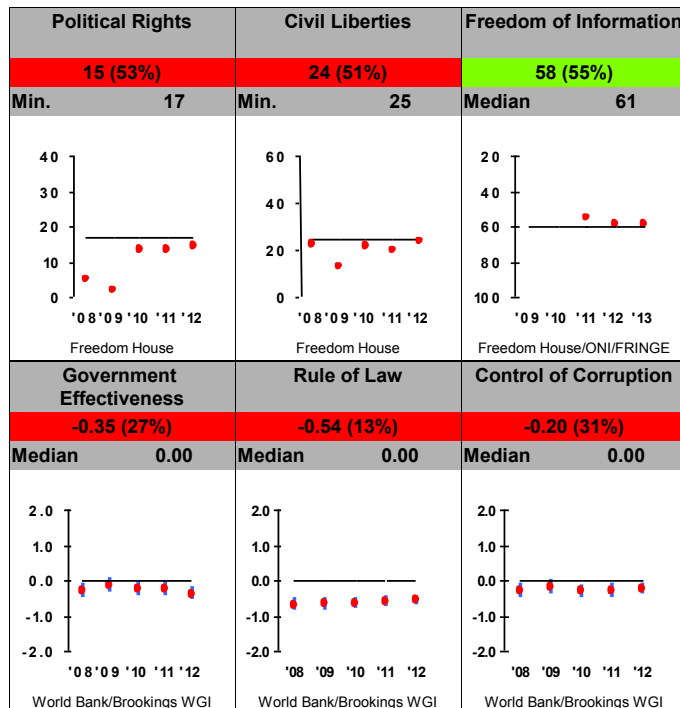 Political Rights
15 (53%)
Min. 17
40
30
20
10
0
'08 '09 '10 '11 '12
Freedom House
Civil Liberties
24 (51%)
Min. 25
60
40
20
0
'08 '09 '10 '11 '12
Freedom House
Freedom of Information
58 (55%)
Median 61
20
40
60
80
100
'09 '10 '11 '12 '13
Freedom House/ONI/FRINGE
Government
Effectiveness
-0.35 (27%)
Median 0.00
2.0
1.0
0.0
-1.0
-2.0
'08 '09 '10 '11 '12
World Bank/Brookings WGI
Rule of Law
-0.54 (13%)
Median 0.00
2.0
1.0
0.0
-1.0
-2.0
'08 '09 '10 '11 '12
World Bank/Brookings WGI
Control of Corruption
-0.20 (31%)
Median 0.00
2.0
1.0
0.0
-1.0
-2.0
'08 '09 '10 '11 '12
World Bank/Brookings WGI